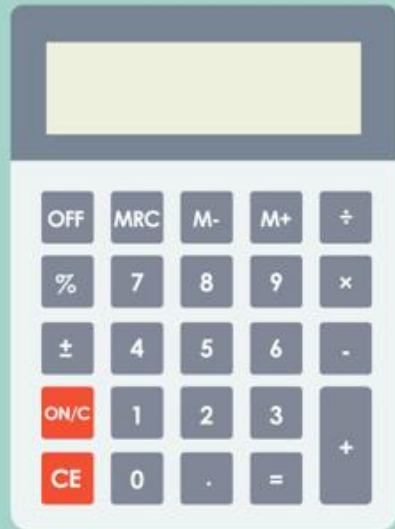 OFF MRC M- M+ ÷
% 7 8 9 ×
± 4 5 6 -
ON/C 1 2 3
+
CE 0 . =